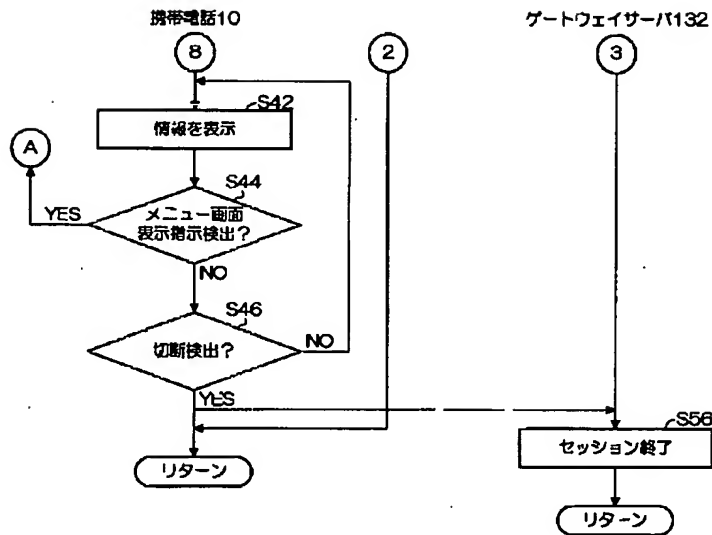 携帯電話10
ゲートウェイサーバ132
8
2
3
S42
情報を表示
A
S44
YES
メニュー画面
表示指示検出?
NO
S46
切断検出?
NO
YES
S56
セッション終了
リターン
リターン